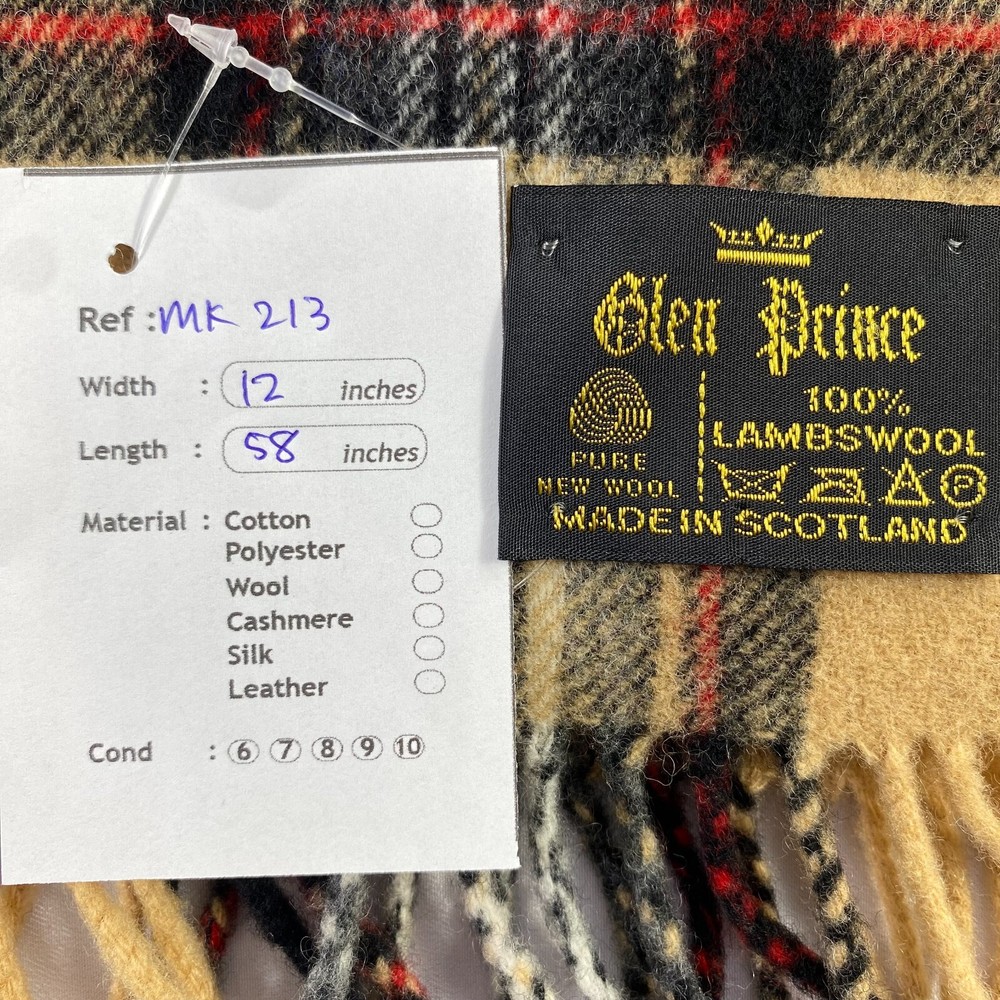 Ref : MK 213
Width : 12 inches
Length : 58 inches
Material : Cotton
Polyester
Wool
Cashmere
Silk
Leather
Cond : 6 7 8 9 10
Glen Prince
100%
LAMBSWOOL
PURE
NEW WOOL
P
MADE IN SCOTLAND